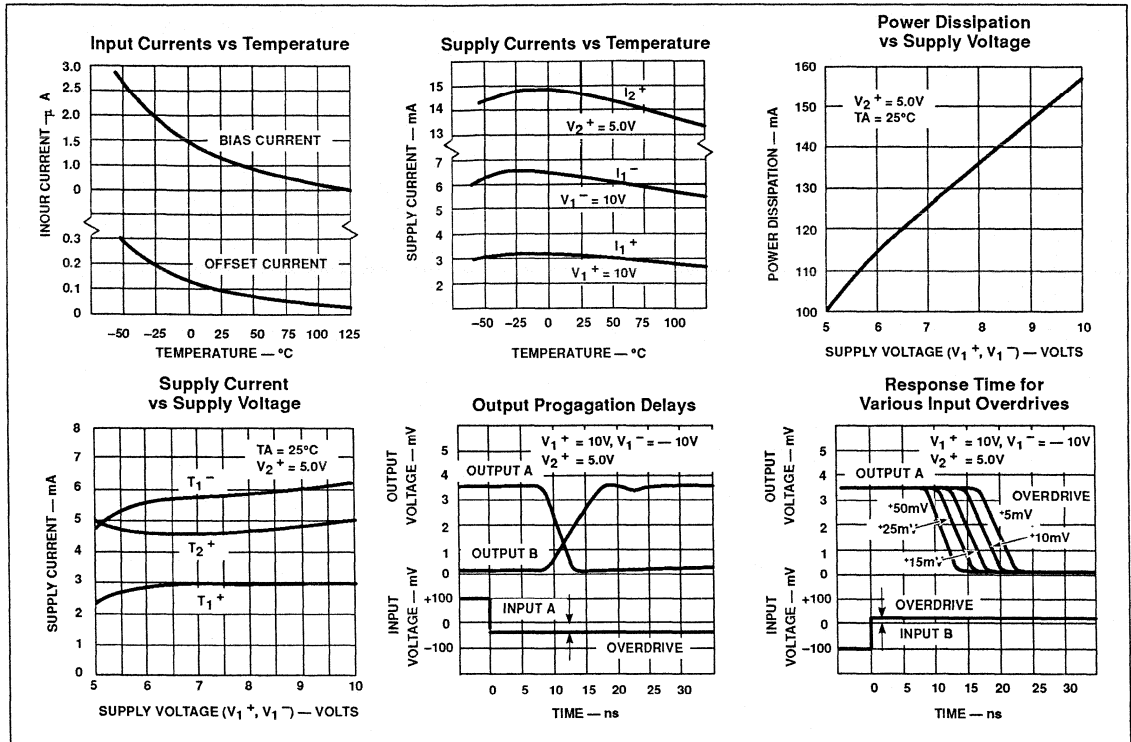 Input Currents vs Temperature
INOUR CURRENT –μ A
3.0
2.5
2.0
1.5
1.0
0
0.3
0.2
0.1
0
BIAS CURRENT
OFFSET CURRENT
–50 –25 0 25 50 75 100 125
TEMPERATURE — °C
Supply Currents vs Temperature
SUPPLY CURRENT — mA
15
14
13
7
6
5
4
3
2
I2+
V2+ = 5.0V
I1–
V1– = 10V
I1+
V1+ = 10V
–50 –25 0 25 50 75 100
TEMPERATURE — °C
Power Dissipation
vs Supply Voltage
POWER DISSIPATION — mA
160
150
140
130
120
110
100
V2+ = 5.0V
TA = 25°C
5 6 7 8 9 10
SUPPLY VOLTAGE (V1+, V1–) — VOLTS
Supply Current
vs Supply Voltage
SUPPLY CURRENT — mA
8
7
6
5
4
3
2
1
0
TA = 25°C
V2+ = 5.0V
T1–
T2+
T1+
5 6 7 8 9 10
SUPPLY VOLTAGE (V1+, V1–) — VOLTS
Output Progagation Delays
OUTPUT
VOLTAGE — mV
5
4
3
2
1
0
V1+ = 10V, V1– = — 10V
V2+ = 5.0V
OUTPUT A
OUTPUT B
INPUT
VOLTAGE — mV
+100
0
–100
INPUT A
OVERDRIVE
0 5 10 15 20 25 30
TIME — ns
Response Time for
Various Input Overdrives
OUTPUT
VOLTAGE — mV
5
4
3
2
1
0
V1+ = 10V, V1– = — 10V
V2+ = 5.0V
OUTPUT A
OVERDRIVE
+50mV
+5mV
+25mV
+10mV
+15mV
INPUT
VOLTAGE — mV
+100
0
–100
OVERDRIVE
INPUT B
0 5 10 15 20 25 30
TIME — ns